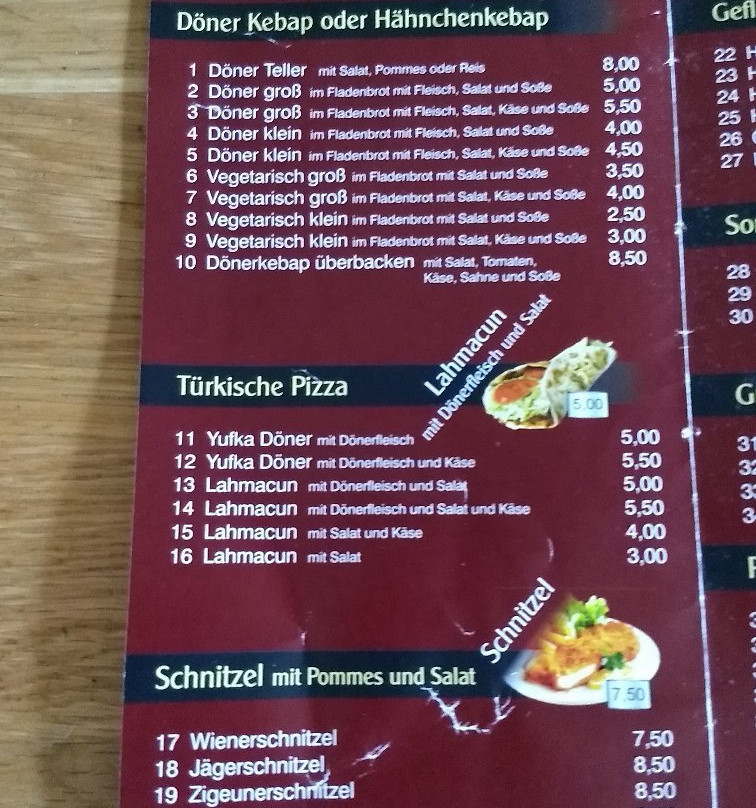 Döner Kebap oder Hähnchenkebap
1 Döner Teller mit Salat, Pommes oder Reis 8,00
2 Döner groß im Fladenbrot mit Fleisch, Salat und Soße 5,00
3 Döner groß im Fladenbrot mit Fleisch, Salat, Käse und Soße 5,50
4 Döner klein im Fladenbrot mit Fleisch, Salat und Soße 4,00
5 Döner klein im Fladenbrot mit Fleisch, Salat, Käse und Soße 4,50
6 Vegetarisch groß im Fladenbrot mit Salat und Soße 3,50
7 Vegetarisch groß im Fladenbrot mit Salat, Käse und Soße 4,00
8 Vegetarisch klein im Fladenbrot mit Salat und Soße 2,50
9 Vegetarisch klein im Fladenbrot mit Salat, Käse und Soße 3,00
10 Dönerkebap überbacken mit Salat, Tomaten, 8,50
Käse, Sahne und Soße
Lahmacun
mit Dönerfleisch und Salat
5.00
Türkische Pizza
11 Yufka Döner mit Dönerfleisch 5,00
12 Yufka Döner mit Dönerfleisch und Käse 5,50
13 Lahmacun mit Dönerfleisch und Salat 5,00
14 Lahmacun mit Dönerfleisch und Salat und Käse 5,50
15 Lahmacun mit Salat und Käse 4,00
16 Lahmacun mit Salat 3,00
Schnitzel
7.50
Schnitzel mit Pommes und Salat
17 Wienerschnitzel 7,50
18 Jägerschnitzel 8,50
19 Zigeunerschnitzel 8,50
Gefl
22 H
23 H
24 H
25
26
27
So
28
29
30
G
31